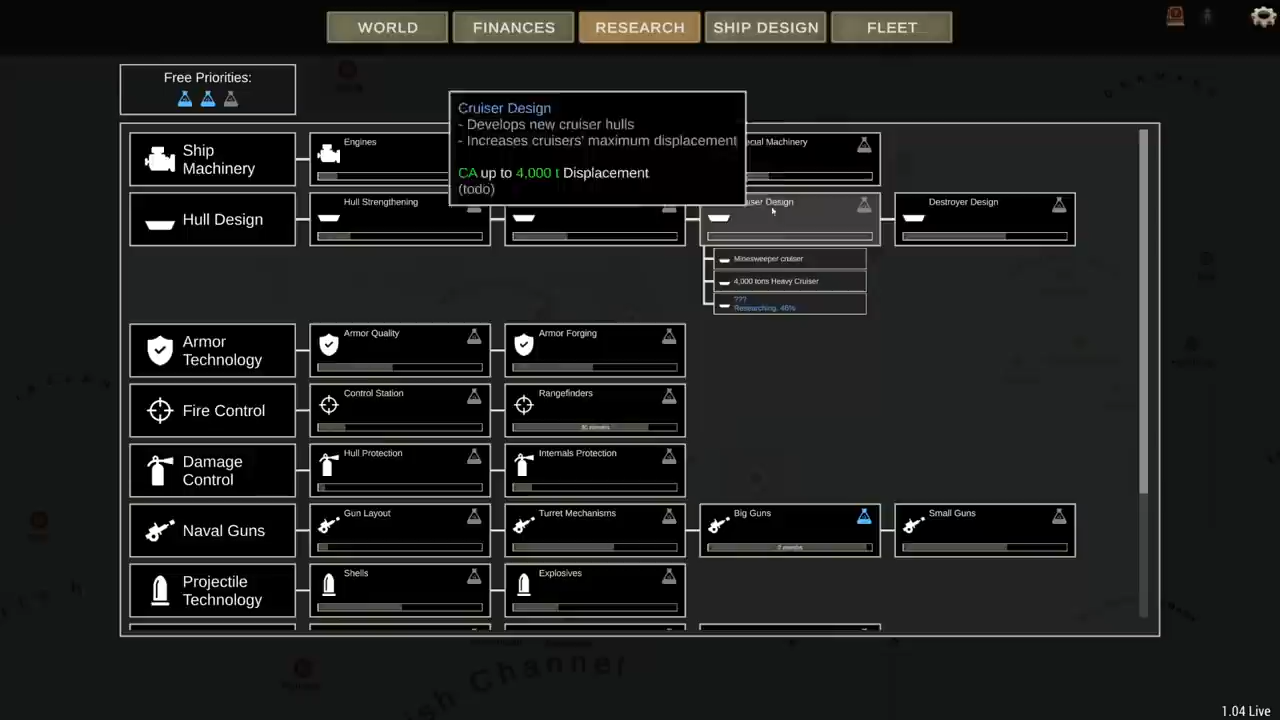 WORLD
FINANCES
RESEARCH
SHIP DESIGN
FLEET
Free Priorities:
Cruiser Design
- Develops new cruiser hulls
- Increases cruisers' maximum displacement
CA up to 4,000 t Displacement
(todo)
Ship
Machinery
Engines
Machinery
Hull Design
Hull Strengthening
Design
Destroyer Design
Minesweeper cruiser
4,000 tons Heavy Cruiser
???
Researching, 48%
Armor
Technology
Armor Quality
Armor Forging
Fire Control
Control Station
Rangefinders
Damage
Control
Hull Protection
Internals Protection
Naval Guns
Gun Layout
Turret Mechanisms
Big Guns
Small Guns
Projectile
Technology
Shells
Explosives
Channel
1.04 Live